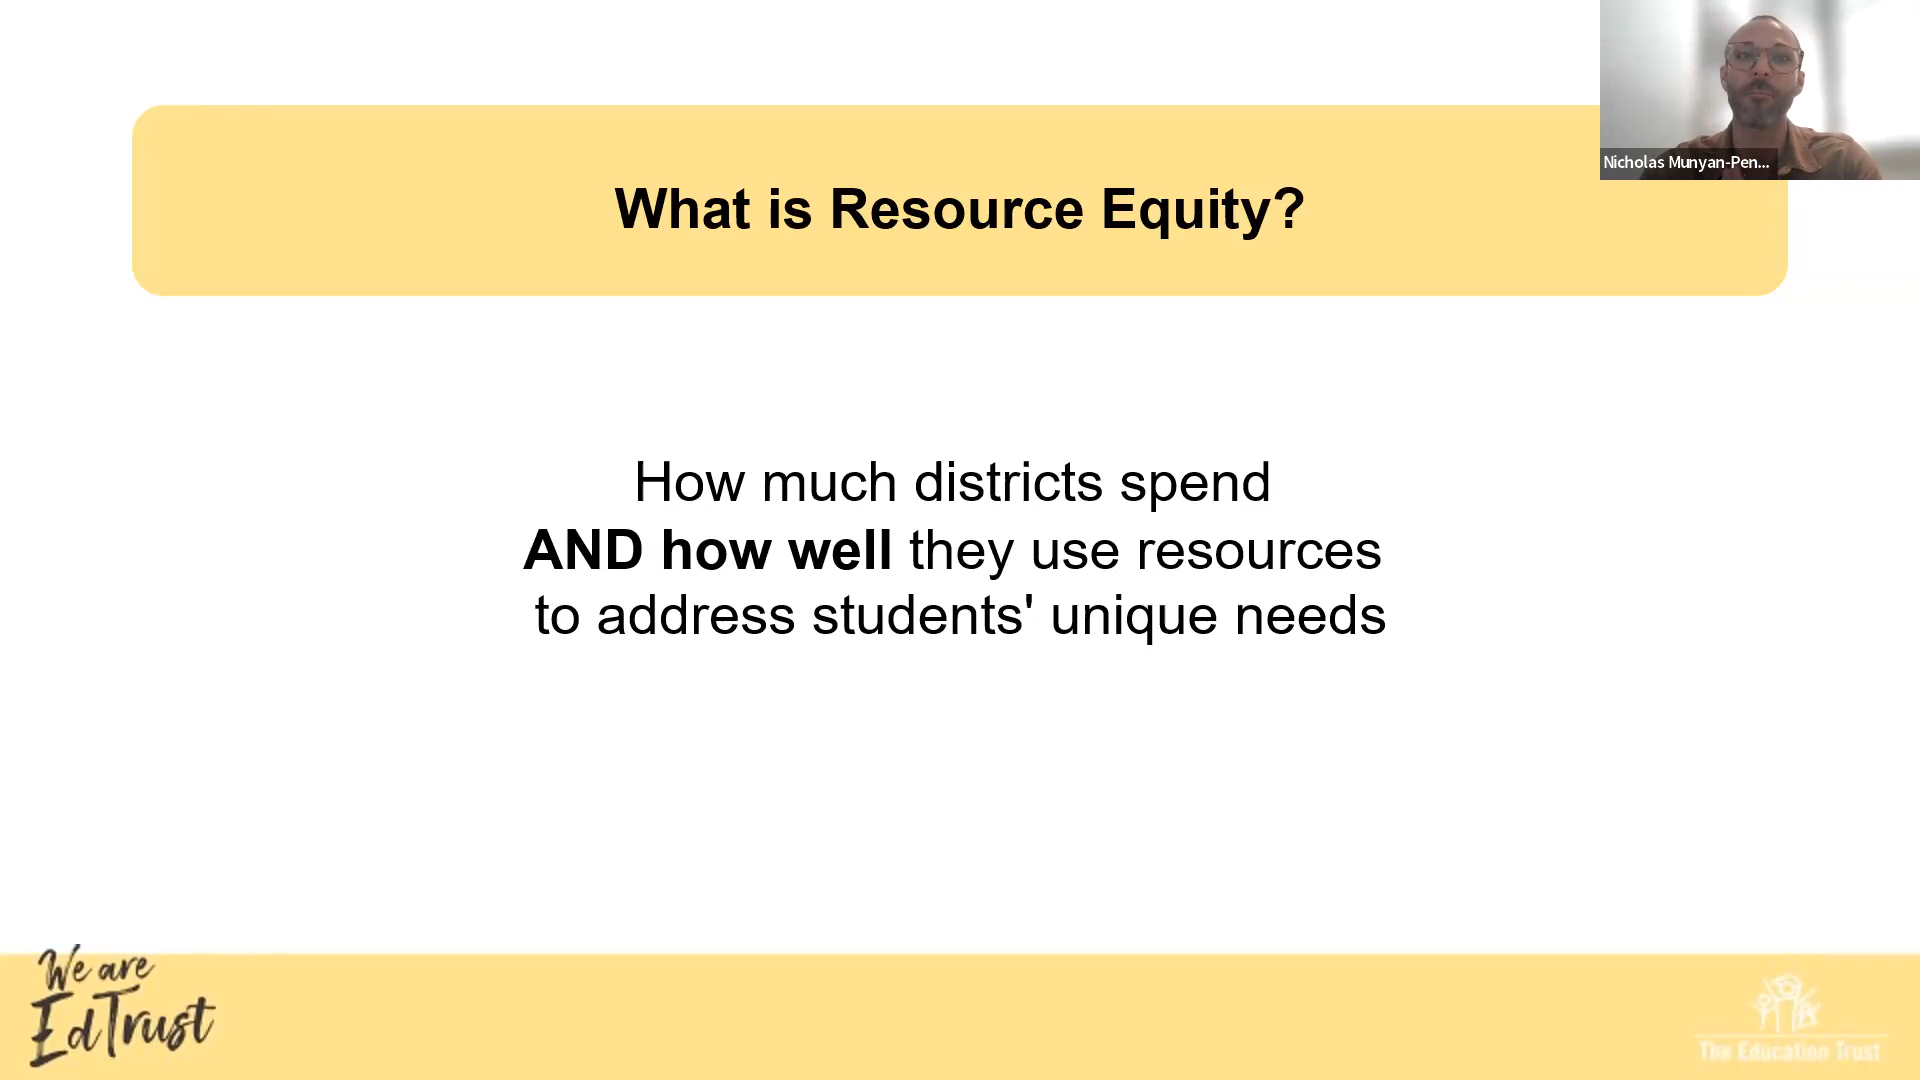 Nicholas Munyan-Pen...
What is Resource Equity?
How much districts spend
AND how well they use resources
to address students' unique needs
We are
EdTrust
The Education Trust